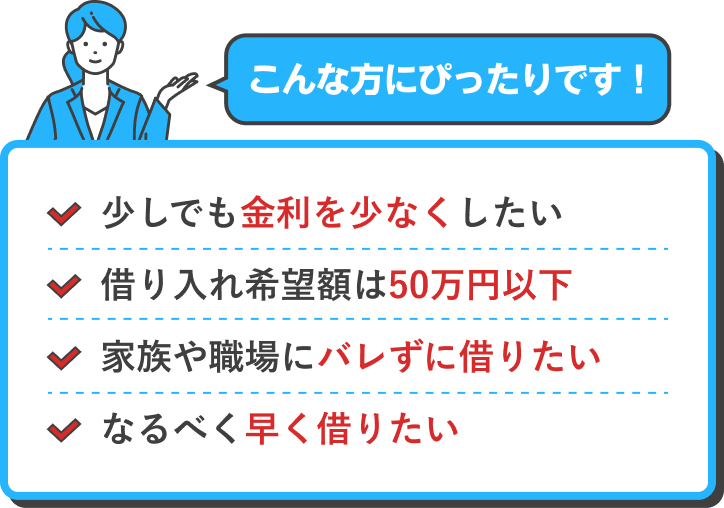 こんな方にぴったりです！
少しでも金利を少なくしたい
借り入れ希望額は50万円以下
家族や職場にバレずに借りたい
なるべく早く借りたい